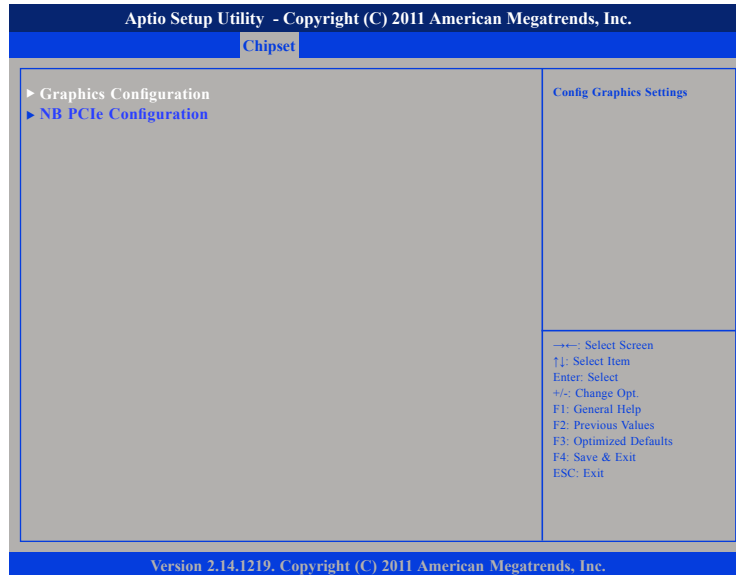 Aptio Setup Utility - Copyright (C) 2011 American Megatrends, Inc.
Chipset
► Graphics Configuration
► NB PCIe Configuration
Config Graphics Settings
→←: Select Screen
↑↓: Select Item
Enter: Select
+/-: Change Opt.
F1: General Help
F2: Previous Values
F3: Optimized Defaults
F4: Save & Exit
ESC: Exit
Version 2.14.1219. Copyright (C) 2011 American Megatrends, Inc.